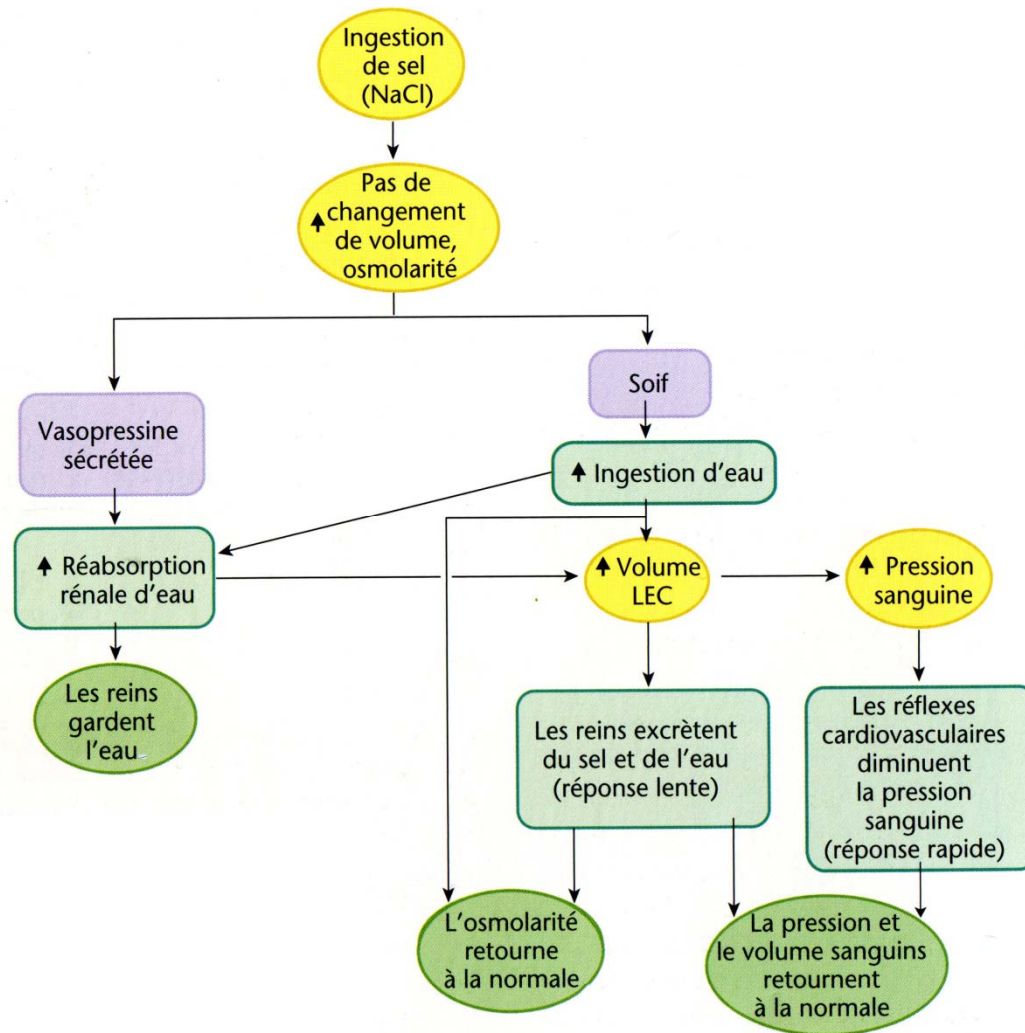 Ingestion
de sel
(NaCl)
Pas de
changement
de volume,
osmolarité
Soif
Vasopressine
sécrétée
Ingestion d'eau
Réabsorption
rénale d'eau
Volume
LEC
Pression
sanguine
Les reins
gardent
l'eau
Les reins excrètent
du sel et de l'eau
(réponse lente)
Les réflexes
cardiovasculaires
diminuent
la pression
sanguine
(réponse rapide)
L'osmolarité
retourne
à la normale
La pression et
le volume sanguins
retournent
à la normale